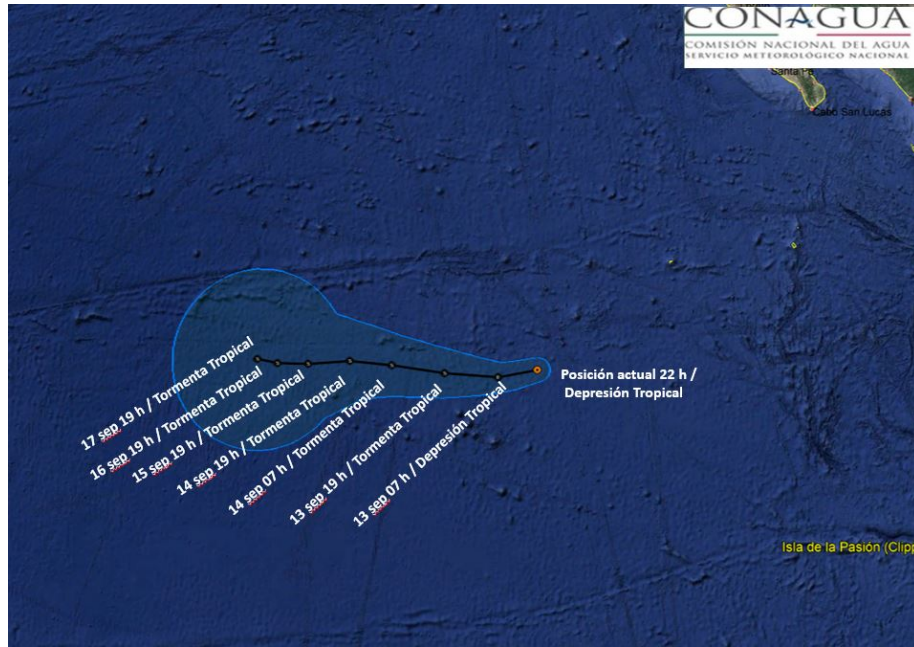 CONAGUA
COMISIÓN NACIONAL DEL AGUA
SERVICIO METEOROLÓGICO NACIONAL
Cabo San Lucas
Posición actual 22 h /
Depresión Tropical
17 sep 19 h / Tormenta Tropical
16 sep 19 h / Tormenta Tropical
15 sep 19 h / Tormenta Tropical
14 sep 19 h / Tormenta Tropical
14 sep 07 h / Tormenta Tropical
13 sep 19 h / Tormenta Tropical
13 sep 07 h / Depresión Tropical
Isla de la Pasión (Clipp